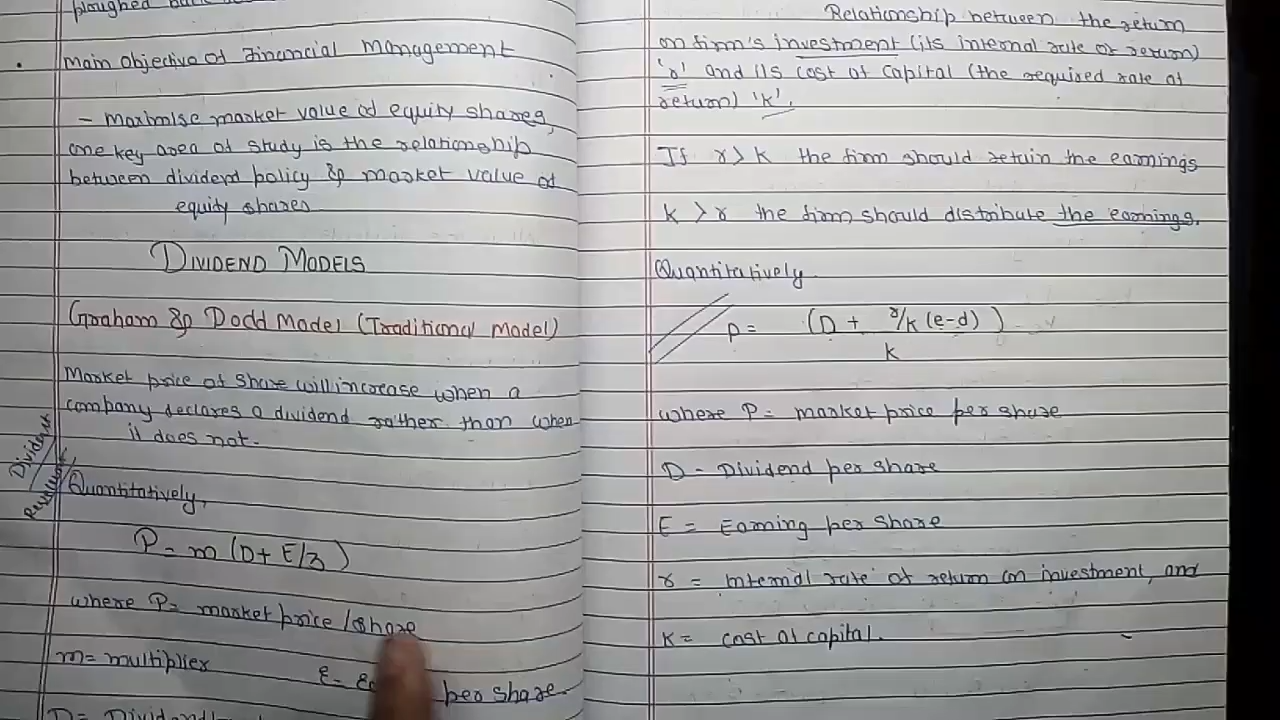 ploughed
• Main objective of Financial Management
- Maximise market value of equity shares,
one key area of study is the relationship
between dividend policy & market value of
equity shares
DIVIDEND MODELS
Graham & Dodd Model (Traditional Model)
Market price of share will increase when a
company declares a dividend rather than when
it does not.
Dividend
Quantitatively,
P = m (D + E/3)
where P = market price / share
m = multiplier E = per share.
D = Dividend
Relationship between the return
on firm's investment (its internal rate of return)
'r' and its cost of capital (the required rate of
return) 'k'.
If r > k the firm should retain the earnings
k > r the firm should distribute the earnings.
Quantitatively
P = (D + r/k (e-d))
k
where P = market price per share
D - Dividend per share
E = Earning per share
r = internal rate of return on investment, and
K = cost of capital.